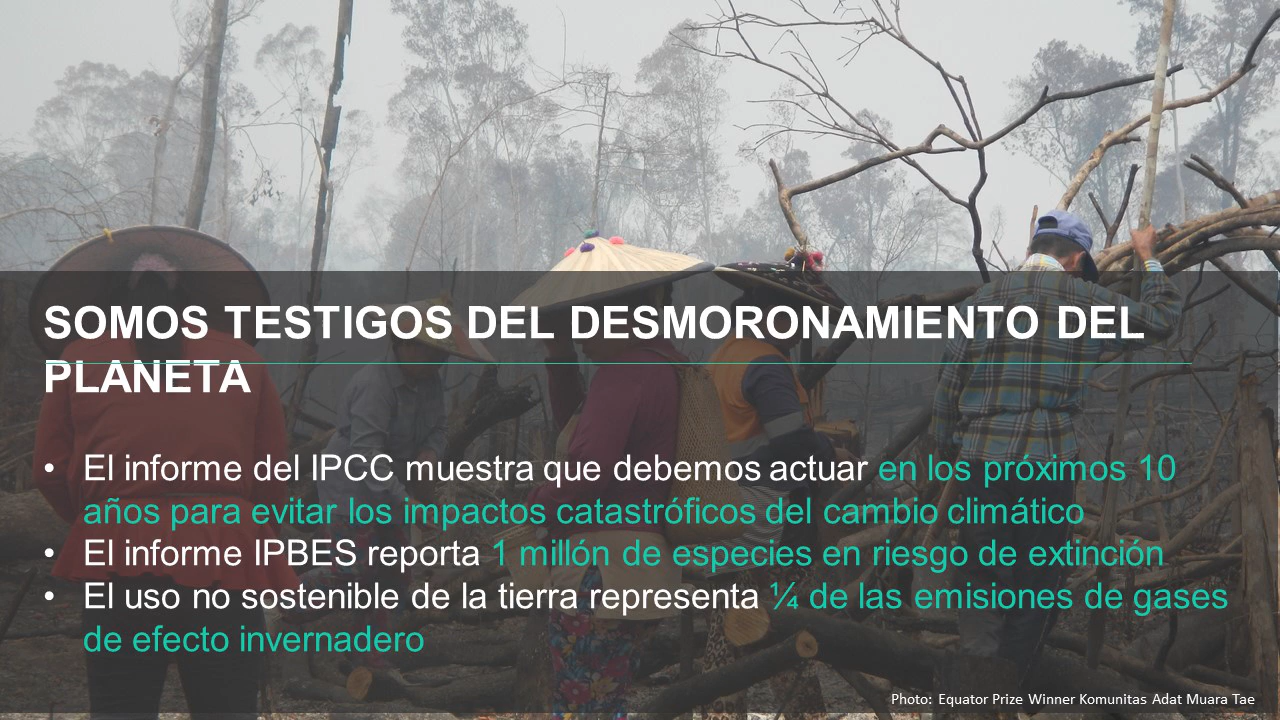 SOMOS TESTIGOS DEL DESMORONAMIENTO DEL
PLANETA
• El informe del IPCC muestra que debemos actuar en los próximos 10
años para evitar los impactos catastróficos del cambio climático
• El informe IPBES reporta 1 millón de especies en riesgo de extinción
• El uso no sostenible de la tierra representa ¼ de las emisiones de gases
de efecto invernadero
Photo: Equator Prize Winner Komunitas Adat Muara Tae